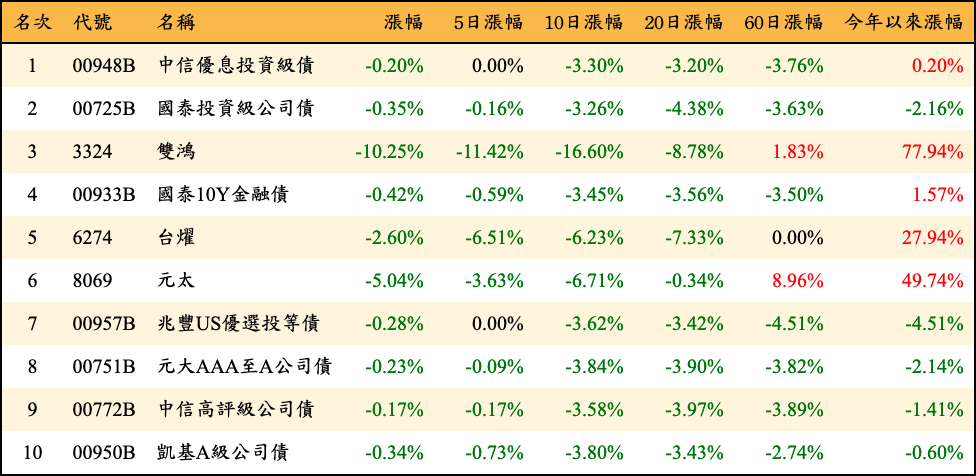 名次 代號 名稱 漲幅 5日漲幅 10日漲幅 20日漲幅 60日漲幅 今年以來漲幅
1 00948B 中信優息投資級債 -0.20% 0.00% -3.30% -3.20% -3.76% 0.20%
2 00725B 國泰投資級公司債 -0.35% -0.16% -3.26% -4.38% -3.63% -2.16%
3 3324 雙鴻 -10.25% -11.42% -16.60% -8.78% 1.83% 77.94%
4 00933B 國泰10Y金融債 -0.42% -0.59% -3.45% -3.56% -3.50% 1.57%
5 6274 台燿 -2.60% -6.51% -6.23% -7.33% 0.00% 27.94%
6 8069 元太 -5.04% -3.63% -6.71% -0.34% 8.96% 49.74%
7 00957B 兆豐US優選投等債 -0.28% 0.00% -3.62% -3.42% -4.51% -4.51%
8 00751B 元大AAA至A公司債 -0.23% -0.09% -3.84% -3.90% -3.82% -2.14%
9 00772B 中信高評級公司債 -0.17% -0.17% -3.58% -3.97% -3.89% -1.41%
10 00950B 凱基A級公司債 -0.34% -0.73% -3.80% -3.43% -2.74% -0.60%